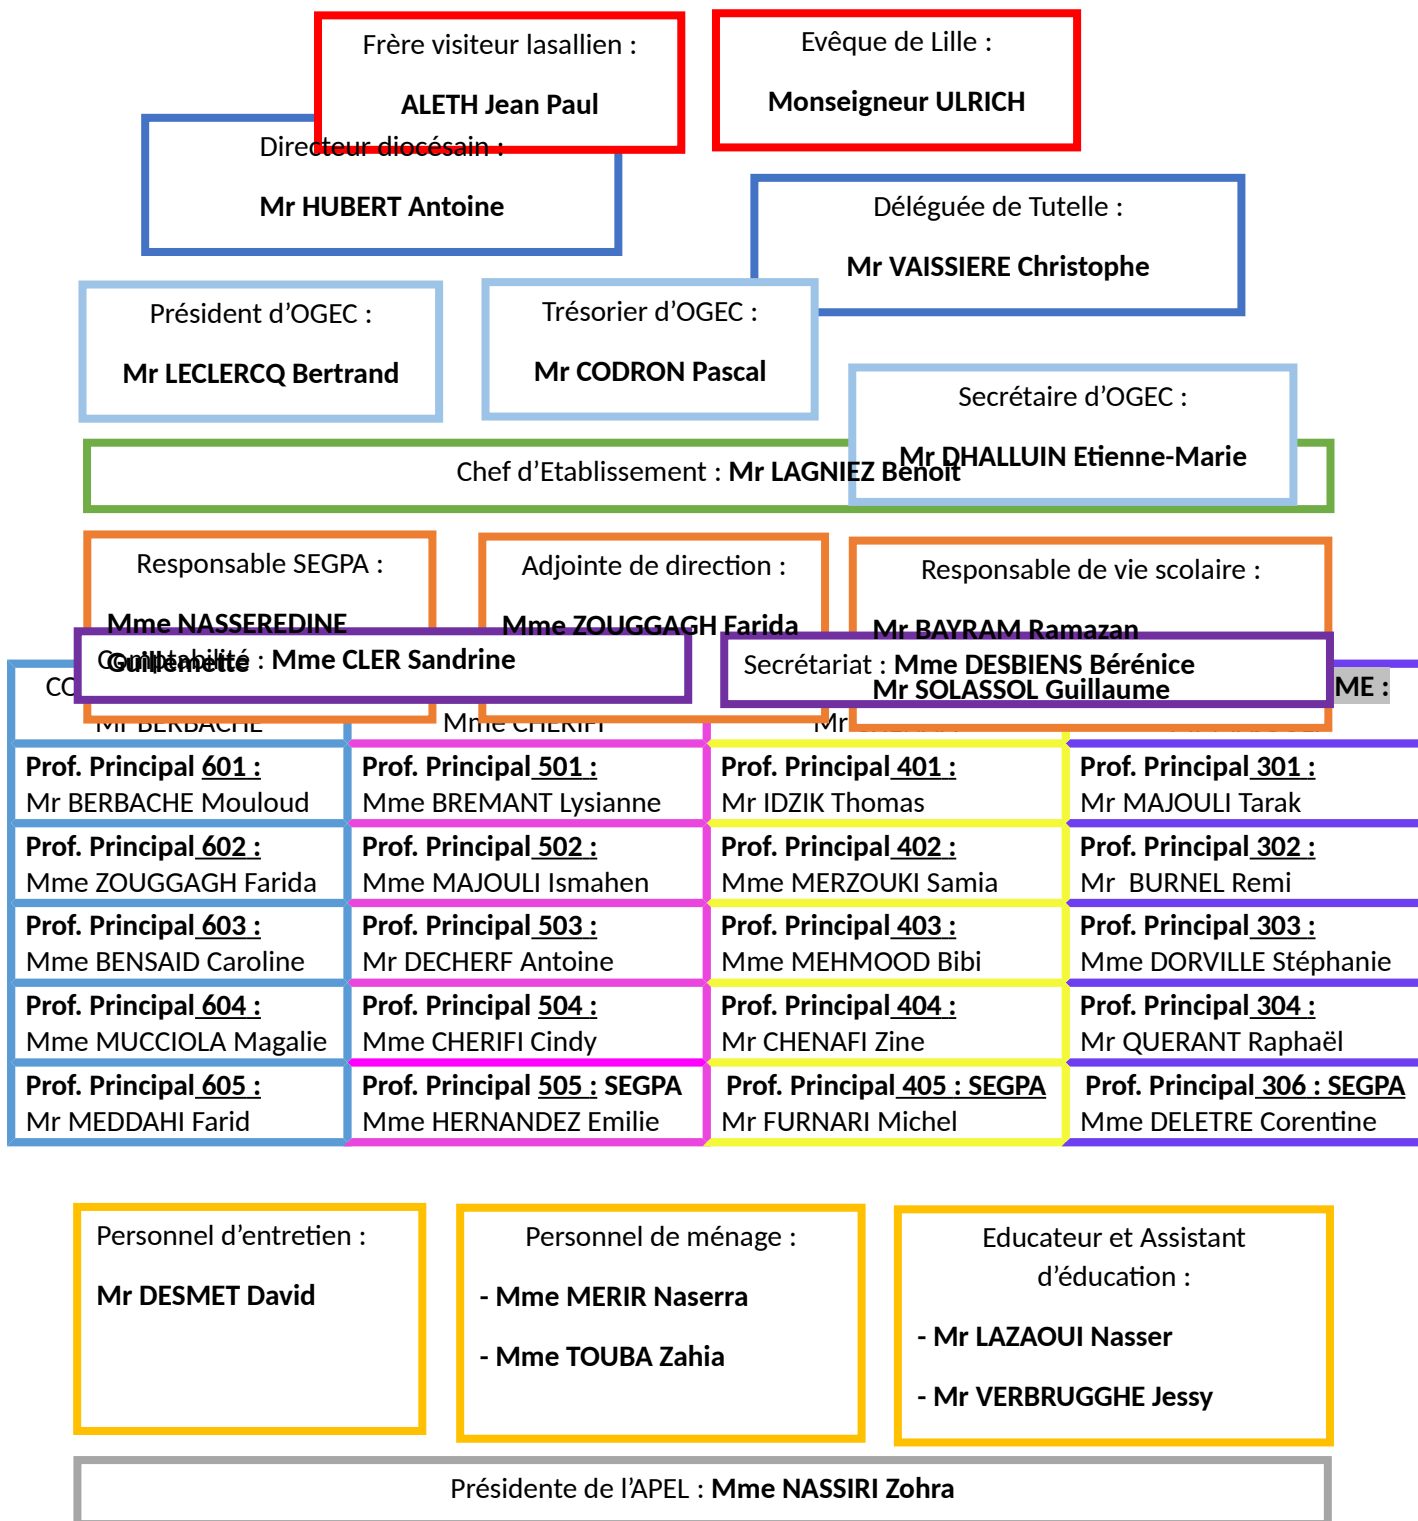 Frère visiteur lasallien :
ALETH Jean Paul
Evêque de Lille :
Monseigneur ULRICH
Directeur diocésain :
Mr HUBERT Antoine
Déléguée de Tutelle :
Mr VAISSIERE Christophe
Président d’OGEC :
Mr LECLERCQ Bertrand
Trésorier d’OGEC :
Mr CODRON Pascal
Secrétaire d’OGEC :
Mr DHALLUIN Etienne-Marie
Chef d’Etablissement : Mr LAGNIEZ Benoit
Responsable SEGPA :
Mme NASSEREDINE
Guillemette
Adjointe de direction :
Mme ZOUGGAGH Farida
Responsable de vie scolaire :
Mr BAYRAM Ramazan
Mr SOLASSOL Guillaume
Comptabilité : Mme CLER Sandrine
Secrétariat : Mme DESBIENS Bérénice
CO
ME :
Mr BERBACHE
Mme CHERIFI
Mr
Prof. Principal 601 :
Mr BERBACHE Mouloud
Prof. Principal 501 :
Mme BREMANT Lysianne
Prof. Principal 401 :
Mr IDZIK Thomas
Prof. Principal 301 :
Mr MAJOULI Tarak
Prof. Principal 602 :
Mme ZOUGGAGH Farida
Prof. Principal 502 :
Mme MAJOULI Ismahen
Prof. Principal 402 :
Mme MERZOUKI Samia
Prof. Principal 302 :
Mr  BURNEL Remi
Prof. Principal 603 :
Mme BENSAID Caroline
Prof. Principal 503 :
Mr DECHERF Antoine
Prof. Principal 403 :
Mme MEHMOOD Bibi
Prof. Principal 303 :
Mme DORVILLE Stéphanie
Prof. Principal 604 :
Mme MUCCIOLA Magalie
Prof. Principal 504 :
Mme CHERIFI Cindy
Prof. Principal 404 :
Mr CHENAFI Zine
Prof. Principal 304 :
Mr QUERANT Raphaël
Prof. Principal 605 :
Mr MEDDAHI Farid
Prof. Principal 505 : SEGPA
Mme HERNANDEZ Emilie
Prof. Principal 405 : SEGPA
Mr FURNARI Michel
Prof. Principal 306 : SEGPA
Mme DELETRE Corentine
Personnel d’entretien :
Mr DESMET David
Personnel de ménage :
- Mme MERIR Naserra
- Mme TOUBA Zahia
Educateur et Assistant
d’éducation :
- Mr LAZAOUI Nasser
- Mr VERBRUGGHE Jessy
Présidente de l’APEL : Mme NASSIRI Zohra